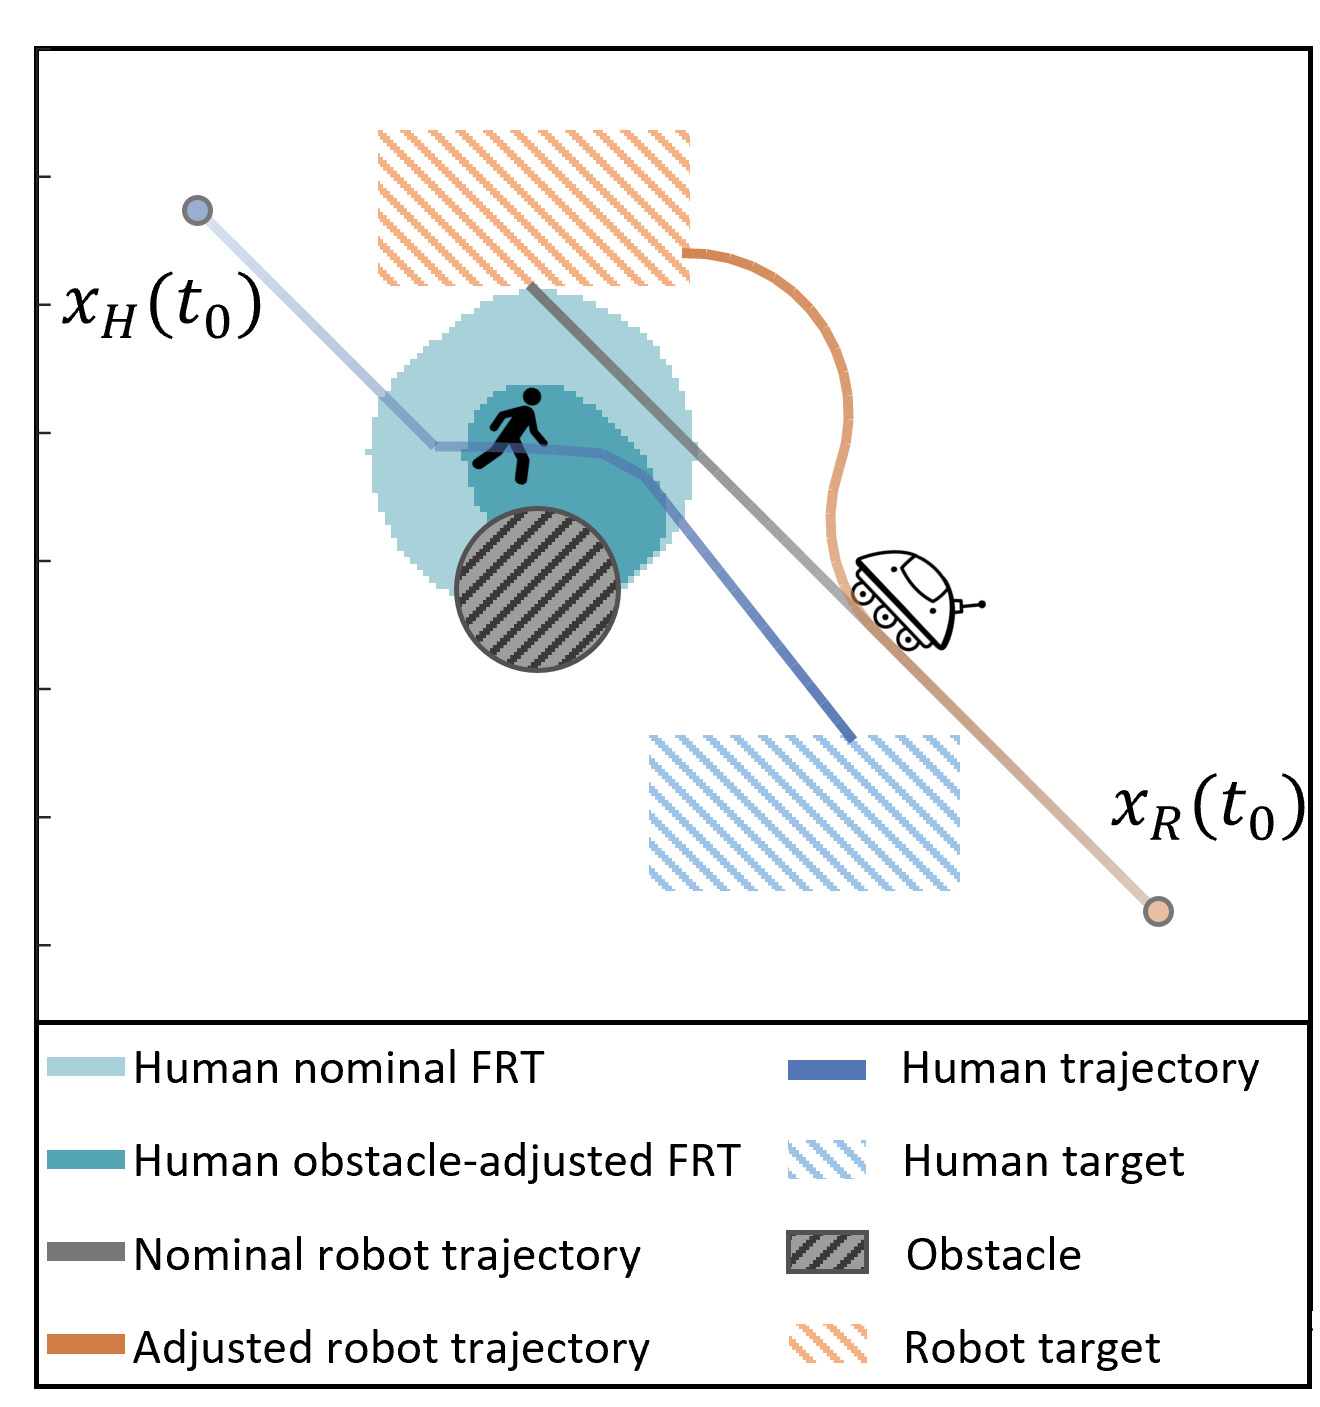 x_H(t_0)
x_R(t_0)
Human nominal FRT
Human trajectory
Human obstacle-adjusted FRT
Human target
Nominal robot trajectory
Obstacle
Adjusted robot trajectory
Robot target